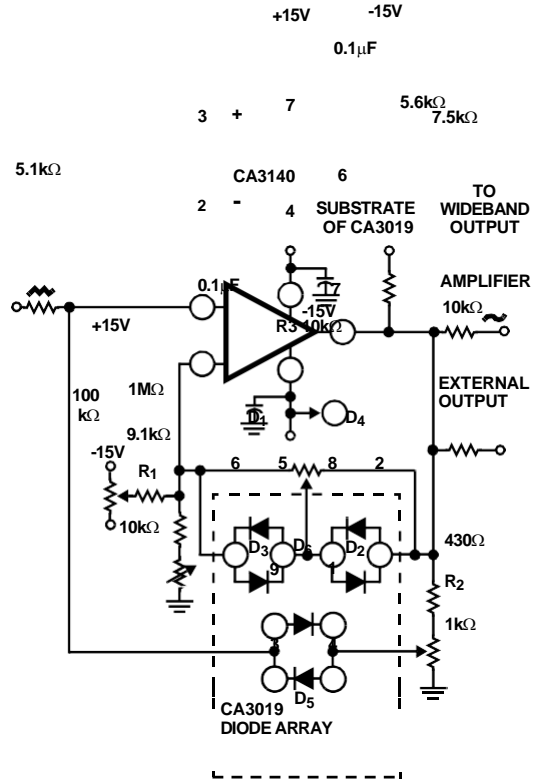 +15V
-15V
0.1μF
7
5.6kΩ
7.5kΩ
3
+
5.1kΩ
CA3140
6
2
-
4
SUBSTRATE
OF CA3019
TO
WIDEBAND
OUTPUT
0.1μF
7
AMPLIFIER
+15V
-15V
R3 10kΩ
10kΩ
100
kΩ
1MΩ
D1
D4
EXTERNAL
OUTPUT
9.1kΩ
-15V
R1
6
5
8
2
10kΩ
D3
D6
D2
430Ω
9
1
R2
1kΩ
3
4
D5
CA3019
DIODE ARRAY